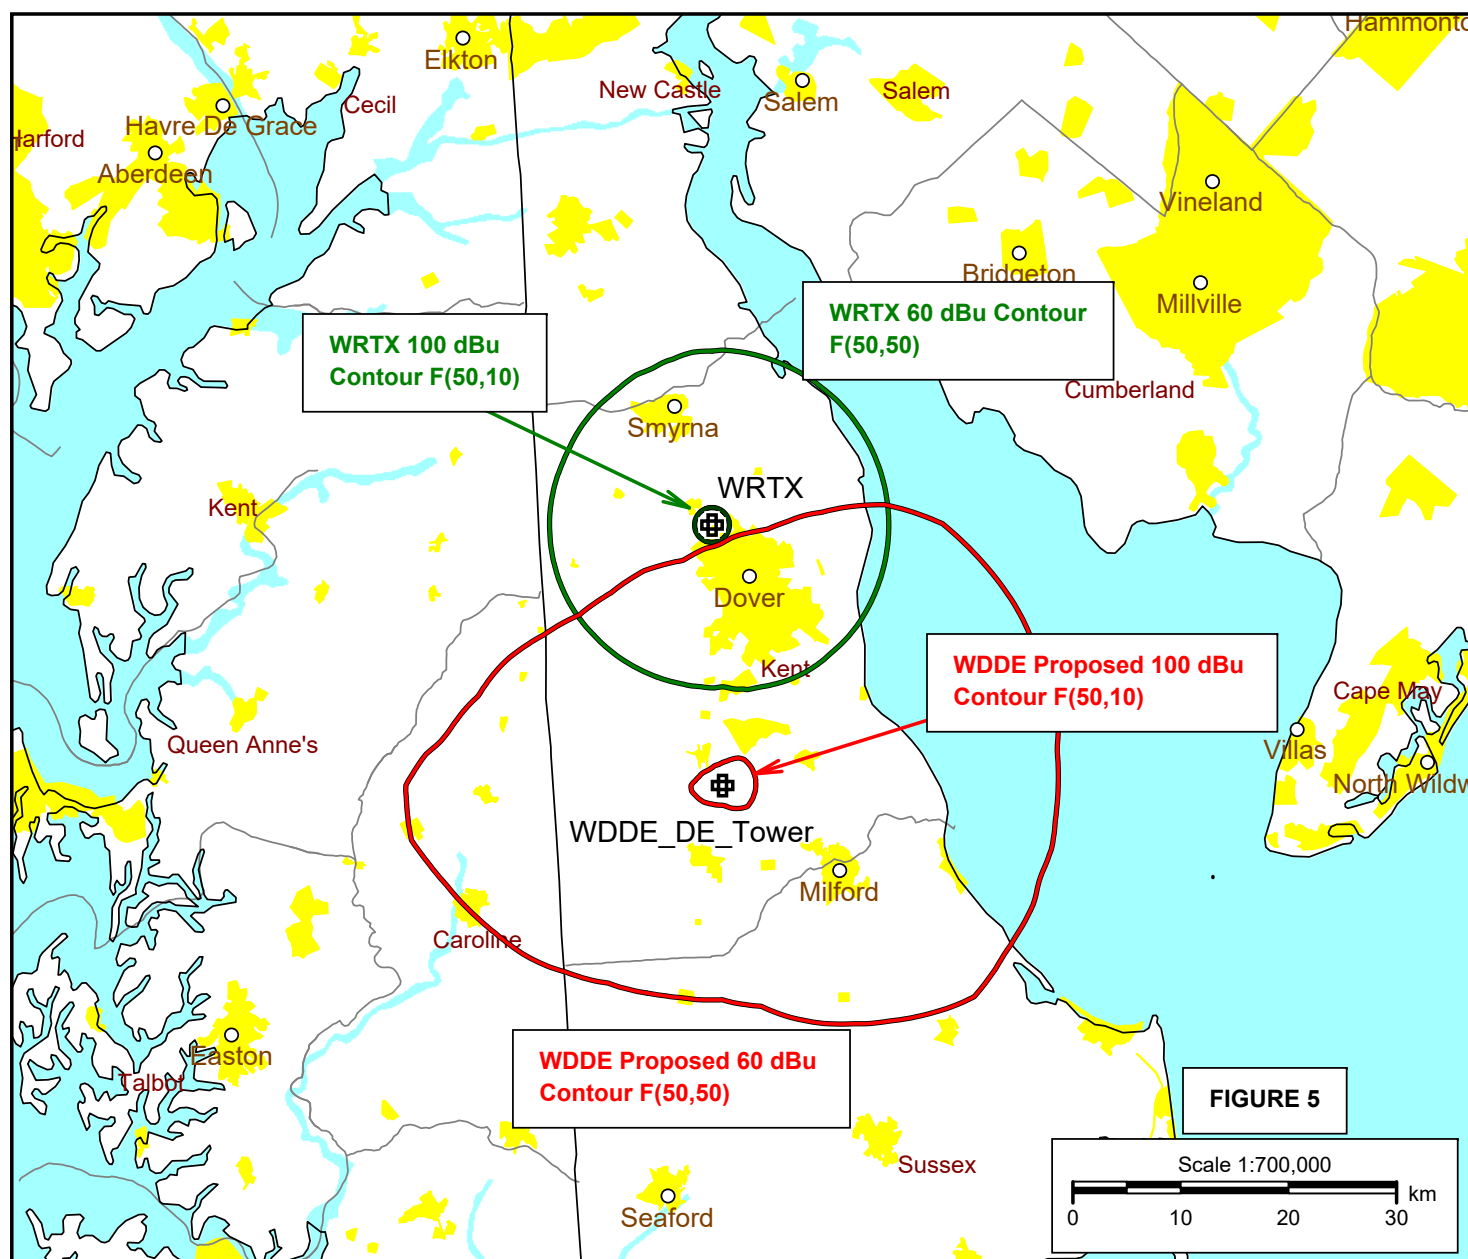 Hammonto
Elkton
New Castle
Salem
Salem
Cecil
Havre De Grace
Harford
Aberdeen
Vineland
Bridgeton
Millville
WRTX 60 dBu Contour
F(50,50)
WRTX 100 dBu
Contour F(50,10)
Cumberland
Smyrna
WRTX
Kent
Dover
Kent
WDDE Proposed 100 dBu
Contour F(50,10)
Cape May
Queen Anne's
Villas
North Wildw
WDDE_DE_Tower
Milford
Caroline
Easton
Talbot
WDDE Proposed 60 dBu
Contour F(50,50)
FIGURE 5
Sussex
Seaford
Scale 1:700,000
km
0 10 20 30